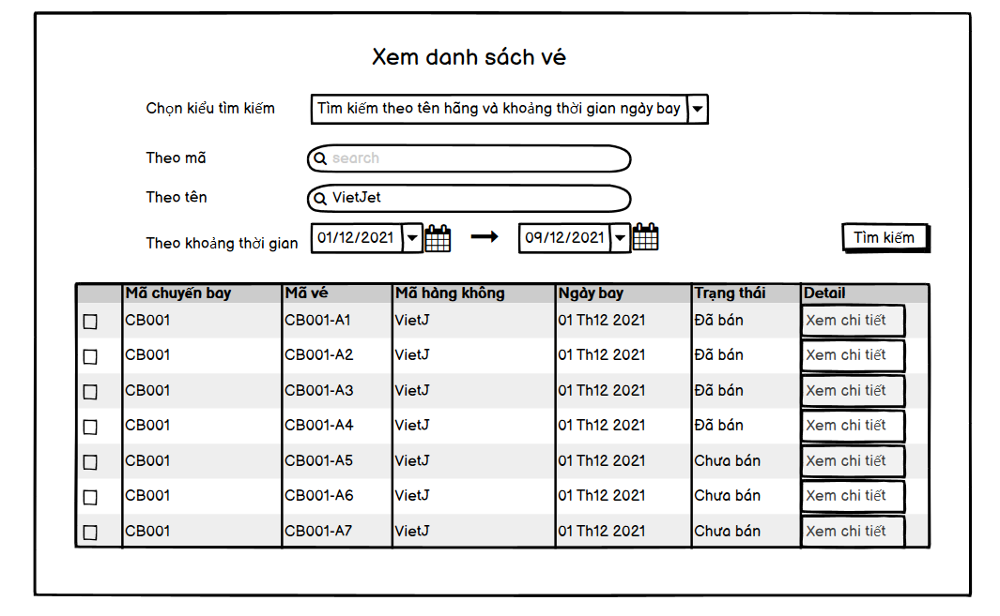 Xem danh sách vé
Chọn kiểu tìm kiếm Tìm kiếm theo tên hãng và khoảng thời gian ngày bay
Theo mã search
Theo tên VietJet
Theo khoảng thời gian 01/12/2021 09/12/2021 Tìm kiếm
Mã chuyến bay Mã vé Mã hàng không Ngày bay Trạng thái Detail
CB001 CB001-A1 VietJ 01 Th12 2021 Đã bán Xem chi tiết
CB001 CB001-A2 VietJ 01 Th12 2021 Đã bán Xem chi tiết
CB001 CB001-A3 VietJ 01 Th12 2021 Đã bán Xem chi tiết
CB001 CB001-A4 VietJ 01 Th12 2021 Đã bán Xem chi tiết
CB001 CB001-A5 VietJ 01 Th12 2021 Chưa bán Xem chi tiết
CB001 CB001-A6 VietJ 01 Th12 2021 Chưa bán Xem chi tiết
CB001 CB001-A7 VietJ 01 Th12 2021 Chưa bán Xem chi tiết